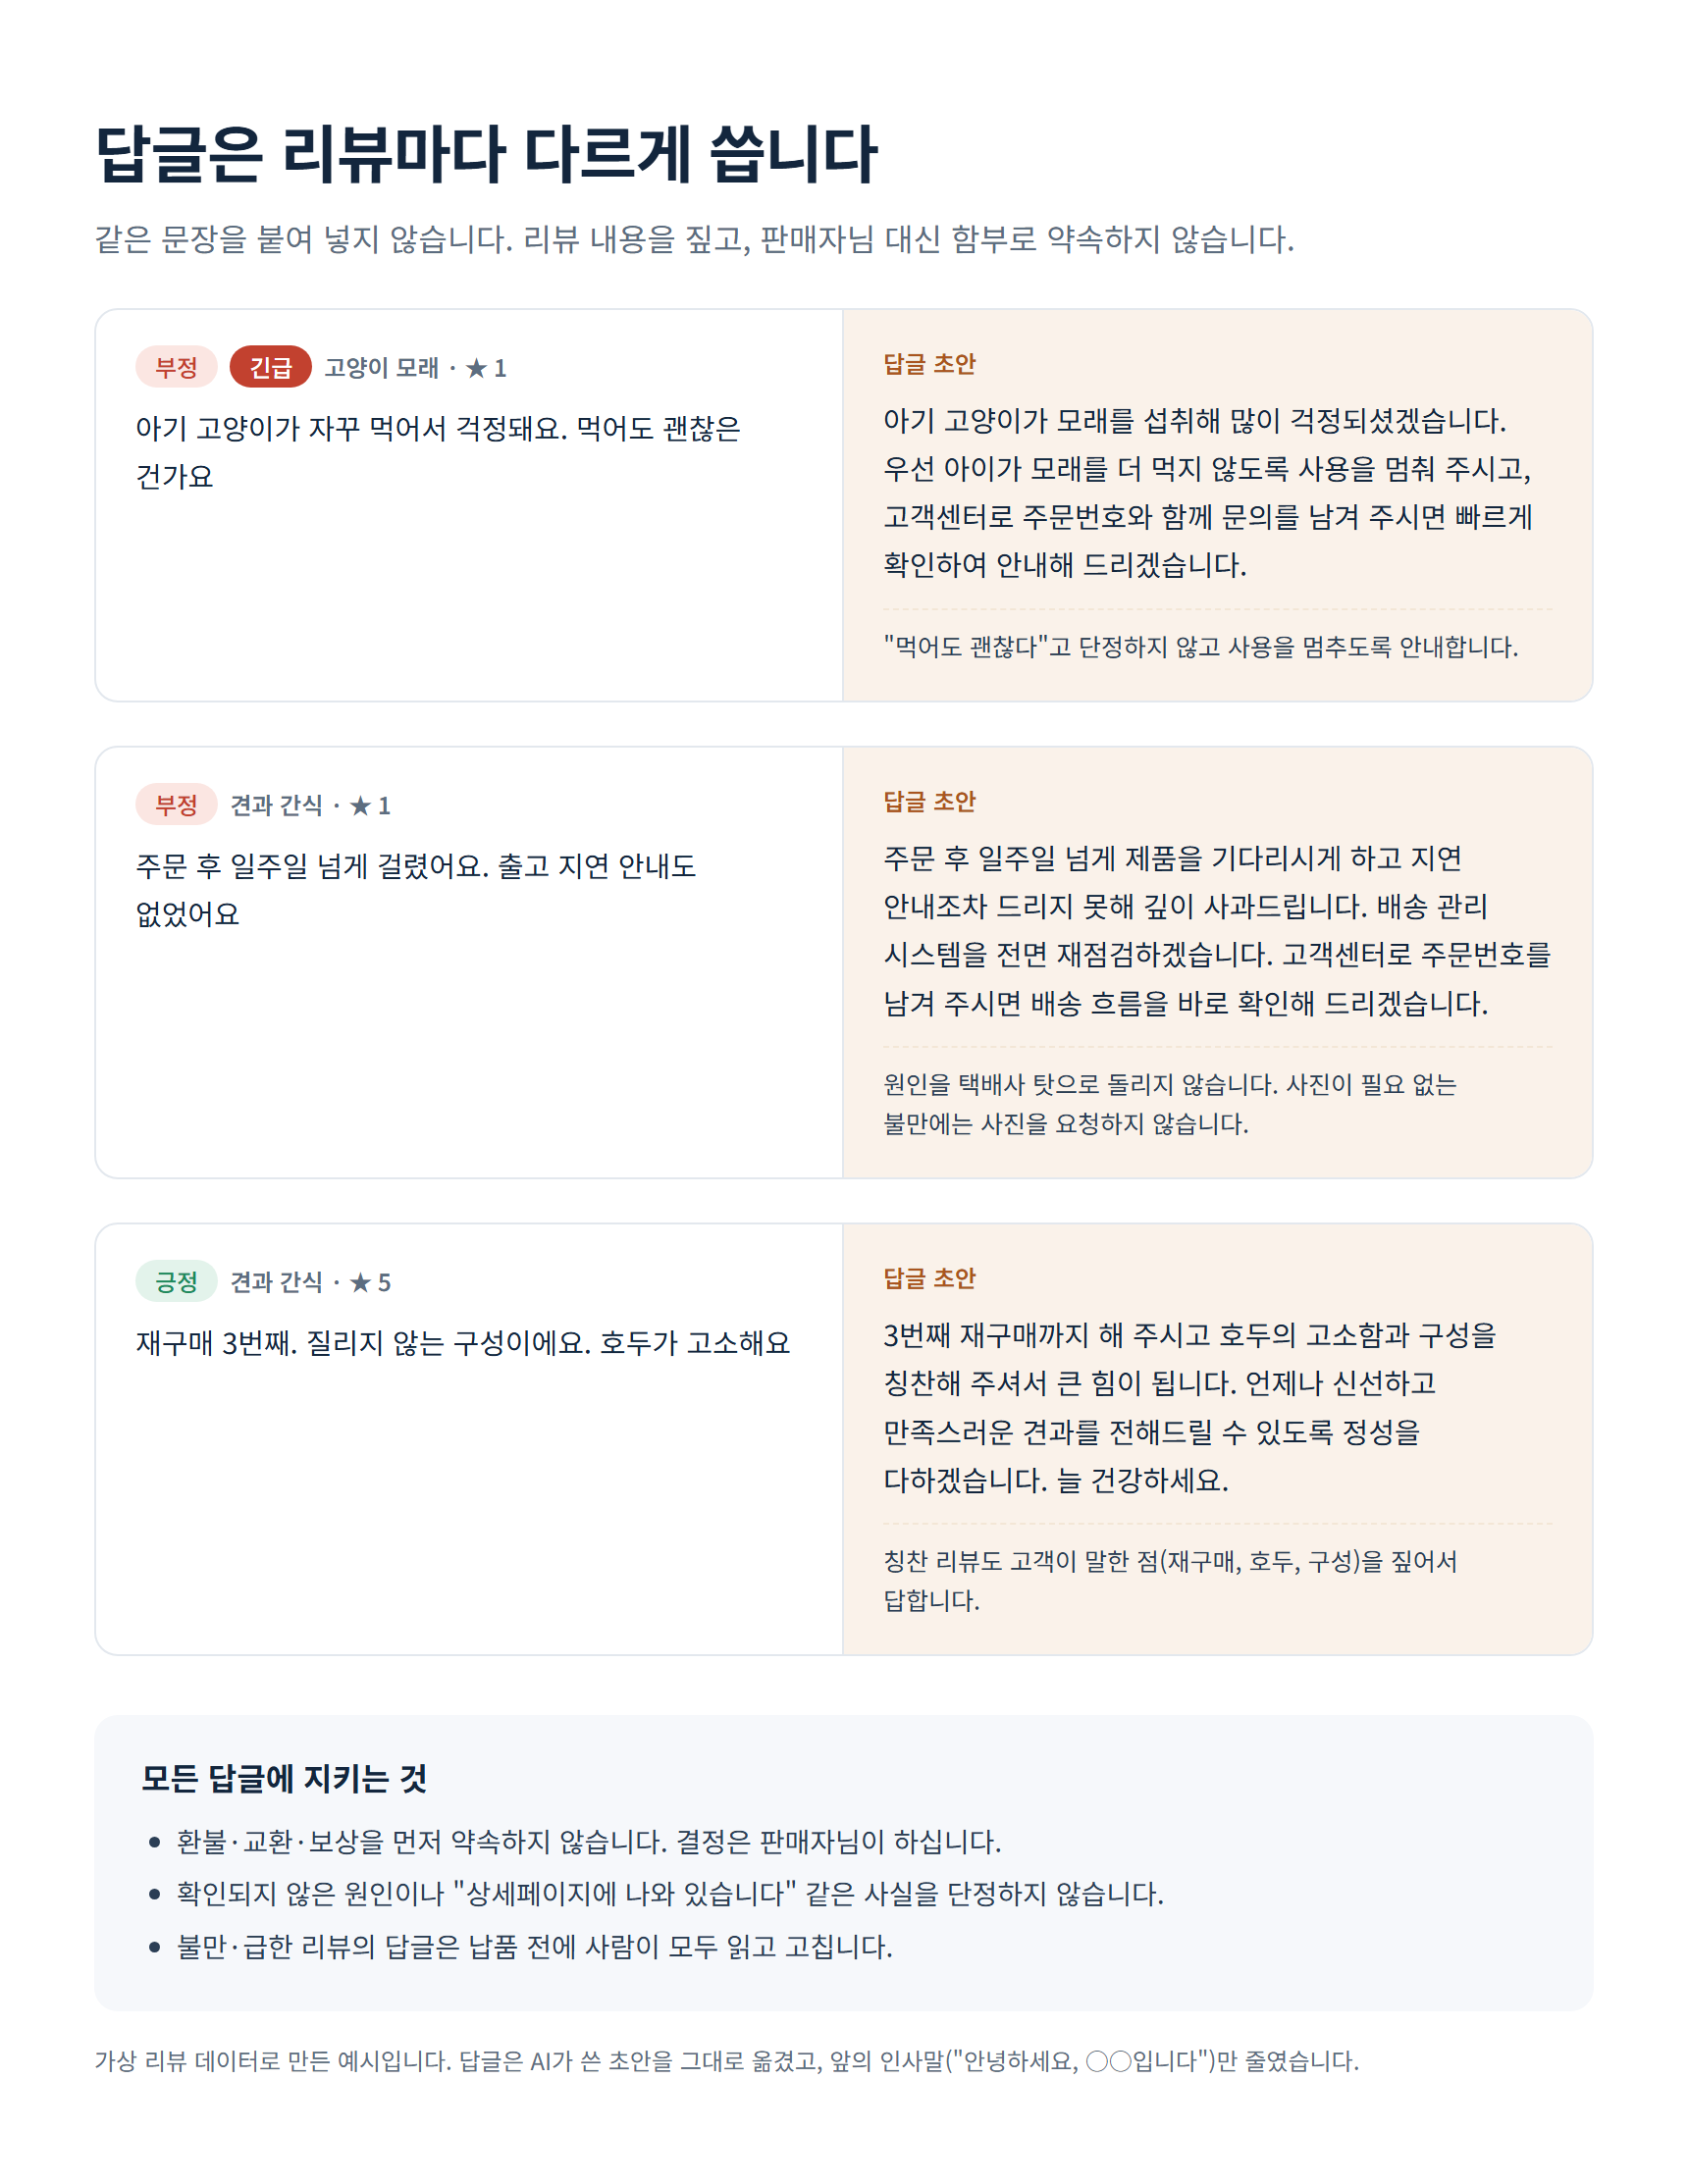 답글은 리뷰마다 다르게 씁니다
같은 문장을 붙여 넣지 않습니다. 리뷰 내용을 짚고, 판매자님 대신 함부로 약속하지 않습니다.
부정 긴급 고양이 모래 · ★ 1
아기 고양이가 자꾸 먹어서 걱정돼요. 먹어도 괜찮은
건가요
답글 초안
아기 고양이가 모래를 섭취해 많이 걱정되셨겠습니다.
우선 아이가 모래를 더 먹지 않도록 사용을 멈춰 주시고,
고객센터로 주문번호와 함께 문의를 남겨 주시면 빠르게
확인하여 안내해 드리겠습니다.
"먹어도 괜찮다"고 단정하지 않고 사용을 멈추도록 안내합니다.
부정 견과 간식 · ★ 1
주문 후 일주일 넘게 걸렸어요. 출고 지연 안내도
없었어요
답글 초안
주문 후 일주일 넘게 제품을 기다리시게 하고 지연
안내조차 드리지 못해 깊이 사과드립니다. 배송 관리
시스템을 전면 재점검하겠습니다. 고객센터로 주문번호를
남겨 주시면 배송 흐름을 바로 확인해 드리겠습니다.
원인을 택배사 탓으로 돌리지 않습니다. 사진이 필요 없는
불만에는 사진을 요청하지 않습니다.
긍정 견과 간식 · ★ 5
재구매 3번째. 질리지 않는 구성이에요. 호두가 고소해요
답글 초안
3번째 재구매까지 해 주시고 호두의 고소함과 구성을
칭찬해 주셔서 큰 힘이 됩니다. 언제나 신선하고
만족스러운 견과를 전해드릴 수 있도록 정성을
다하겠습니다. 늘 건강하세요.
칭찬 리뷰도 고객이 말한 점(재구매, 호두, 구성)을 짚어서
답합니다.
모든 답글에 지키는 것
• 환불·교환·보상을 먼저 약속하지 않습니다. 결정은 판매자님이 하십니다.
• 확인되지 않은 원인이나 "상세페이지에 나와 있습니다" 같은 사실을 단정하지 않습니다.
• 불만·급한 리뷰의 답글은 납품 전에 사람이 모두 읽고 고칩니다.
가상 리뷰 데이터로 만든 예시입니다. 답글은 AI가 쓴 초안을 그대로 옮겼고, 앞의 인사말("안녕하세요, ○○입니다")만 줄였습니다.